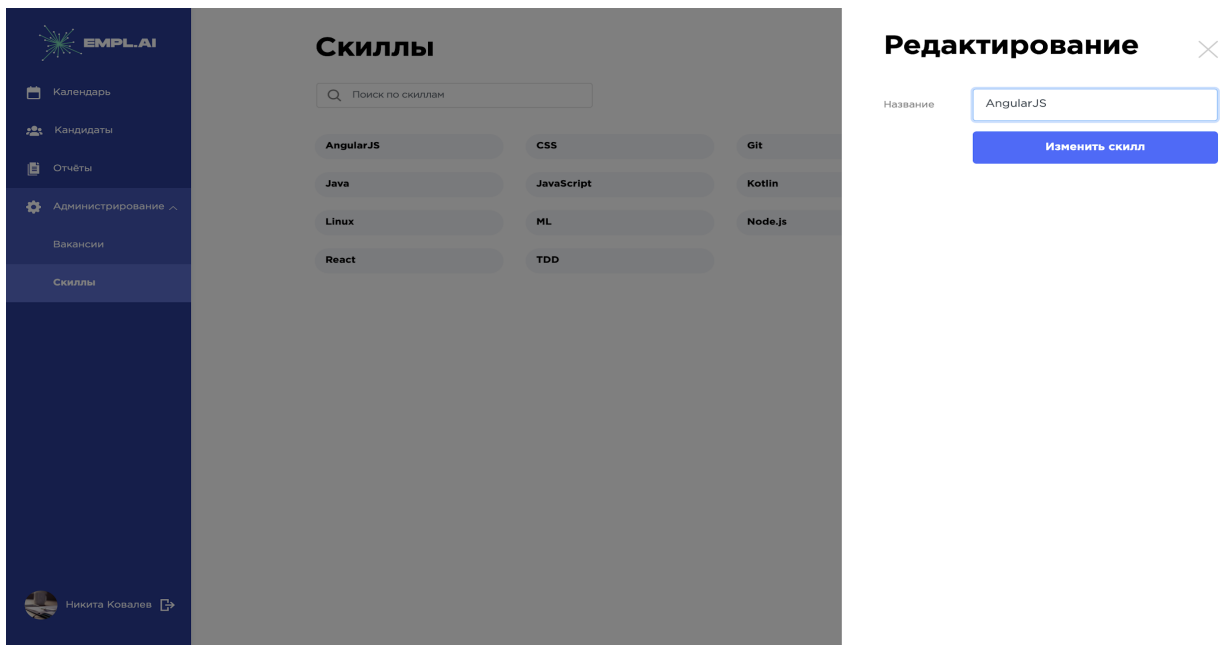 EMPL.AI
Календарь
Кандидаты
Отчёты
Администрирование
Вакансии
Скиллы
Никита Ковалев
Скиллы
Поиск по скиллам
AngularJS CSS Git
Java JavaScript Kotlin
Linux ML Node.js
React TDD
Редактирование
Название AngularJS
Изменить скилл